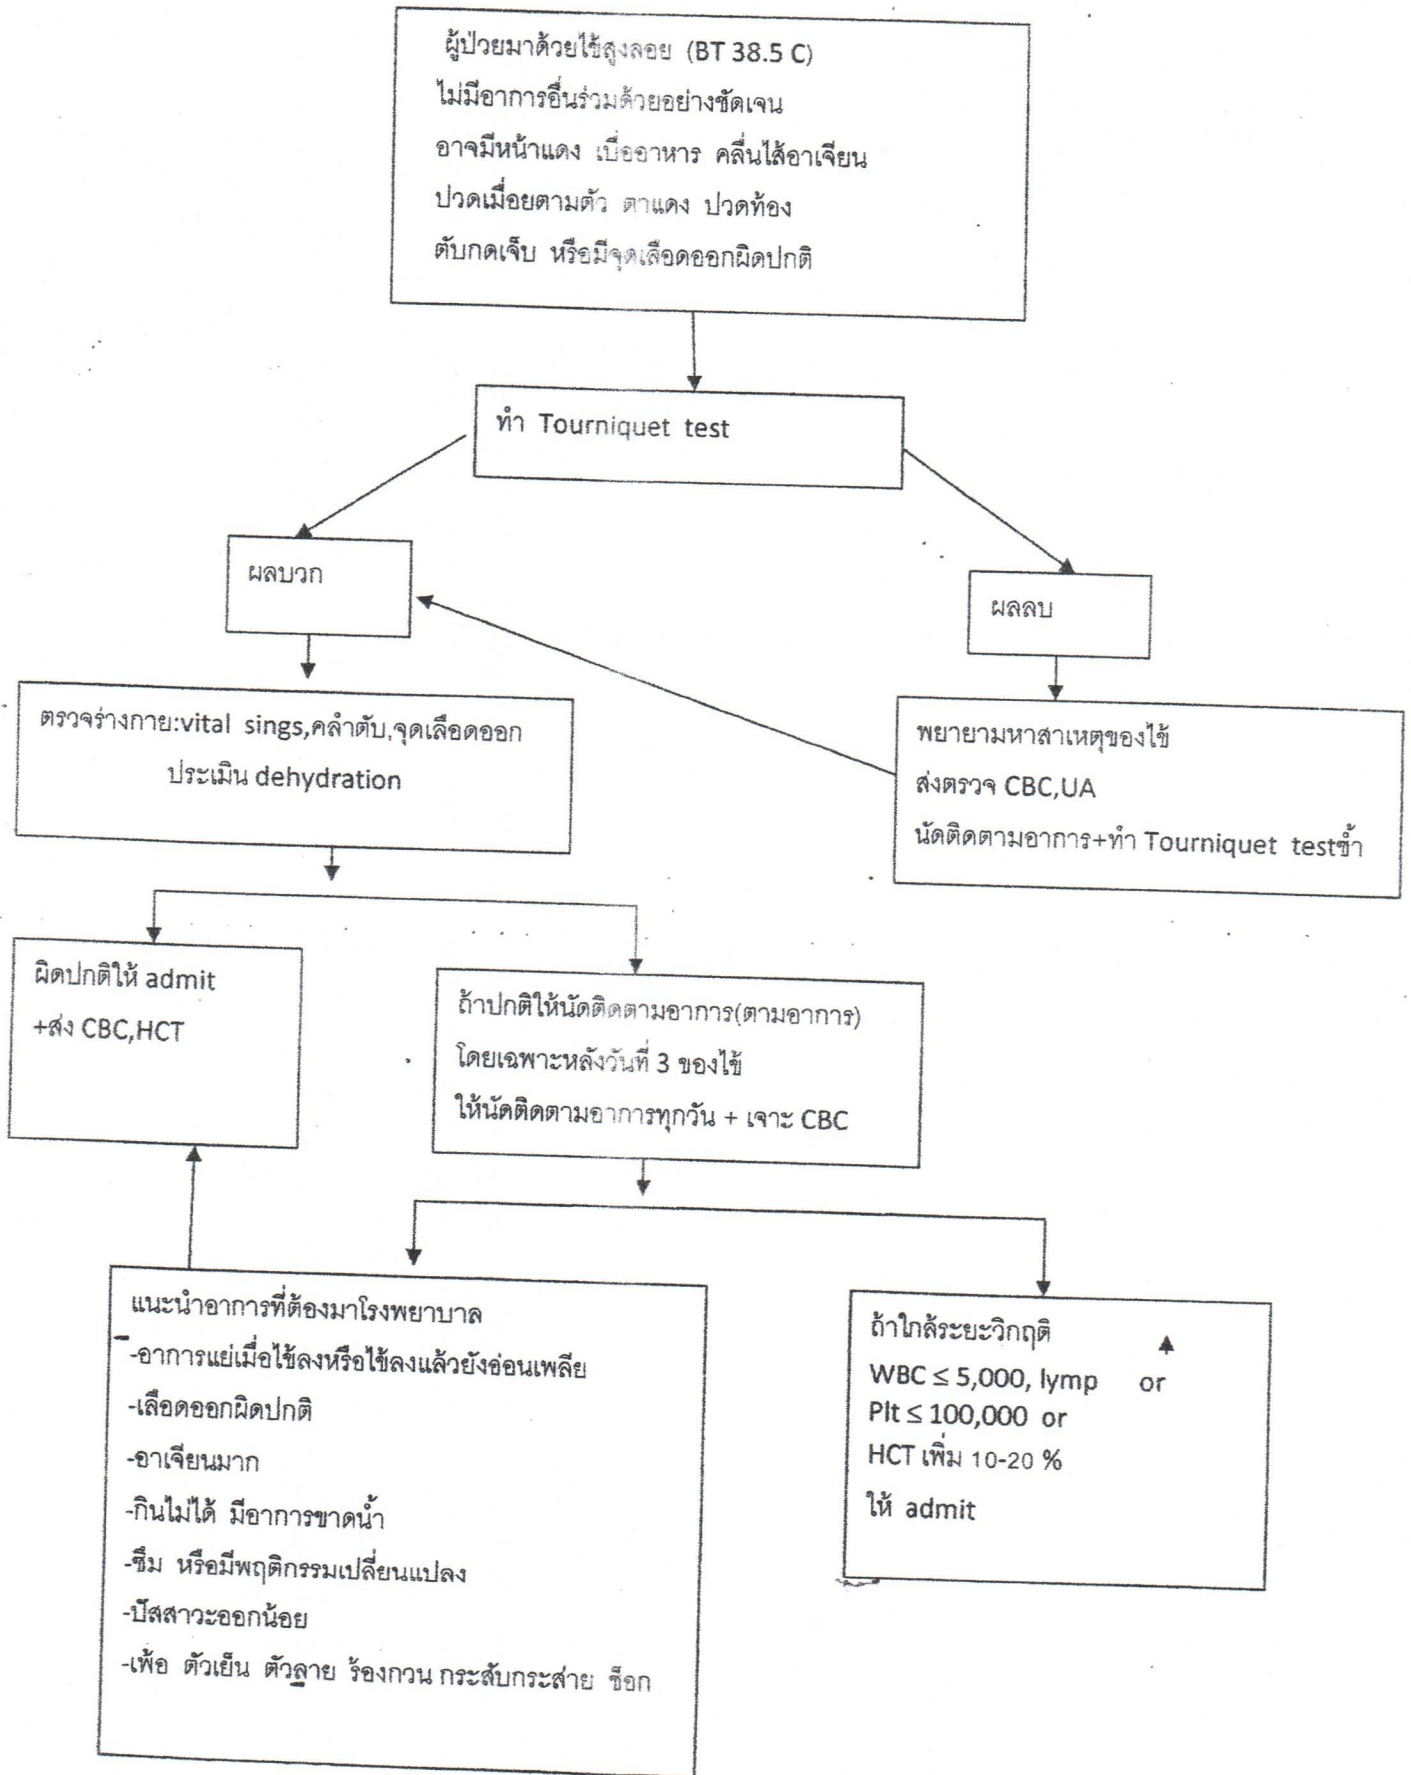 ผู้ป่วยมาด้วยไข้สูงลอย (BT 38.5 C)
ไม่มีอาการอื่นร่วมด้วยอย่างชัดเจน
อาจมีหน้าแดง เบื่ออาหาร คลื่นไส้อาเจียน
ปวดเมื่อยตามตัว ตาแดง ปวดท้อง
ตับกดเจ็บ หรือมีจุดเลือดออกผิดปกติ
ทำ Tourniquet test
ผลบวก
ผลลบ
ตรวจร่างกาย:vital sings,คลำตับ,จุดเลือดออก
ประเมิน dehydration
พยายามหาสาเหตุของไข้
ส่งตรวจ CBC,UA
นัดติดตามอาการ+ทำ Tourniquet testซ้ำ
ผิดปกติให้ admit
+ส่ง CBC,HCT
ถ้าปกติให้นัดติดตามอาการ(ตามอาการ)
โดยเฉพาะหลังวันที่ 3 ของไข้
ให้นัดติดตามอาการทุกวัน + เจาะ CBC
แนะนำอาการที่ต้องมาโรงพยาบาล
-อาการแย่เมื่อไข้ลงหรือไข้ลงแล้วยังอ่อนเพลีย
-เลือดออกผิดปกติ
-อาเจียนมาก
-กินไม่ได้ มีอาการขาดน้ำ
-ซึม หรือมีพฤติกรรมเปลี่ยนแปลง
-ปัสสาวะออกน้อย
-เพ้อ ตัวเย็น ตัวลาย ร้องกวน กระสับกระส่าย ช็อก
ถ้าใกล้ระยะวิกฤติ
WBC ≤ 5,000, lymp or
Plt ≤ 100,000 or
HCT เพิ่ม 10-20 %
ให้ admit